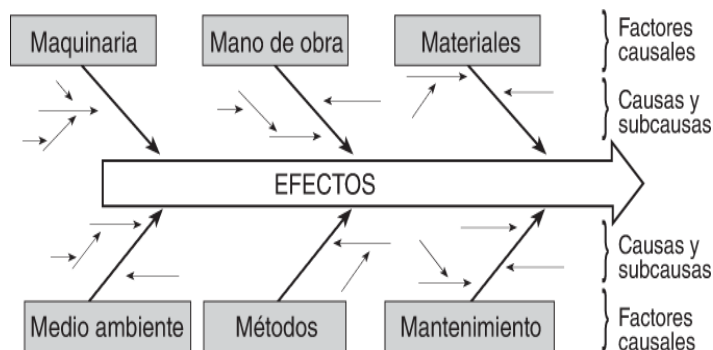 Maquinaria
Mano de obra
Materiales
Factores
causales
Causas y
subcausas
EFECTOS
Causas y
subcausas
Medio ambiente
Métodos
Mantenimiento
Factores
causales